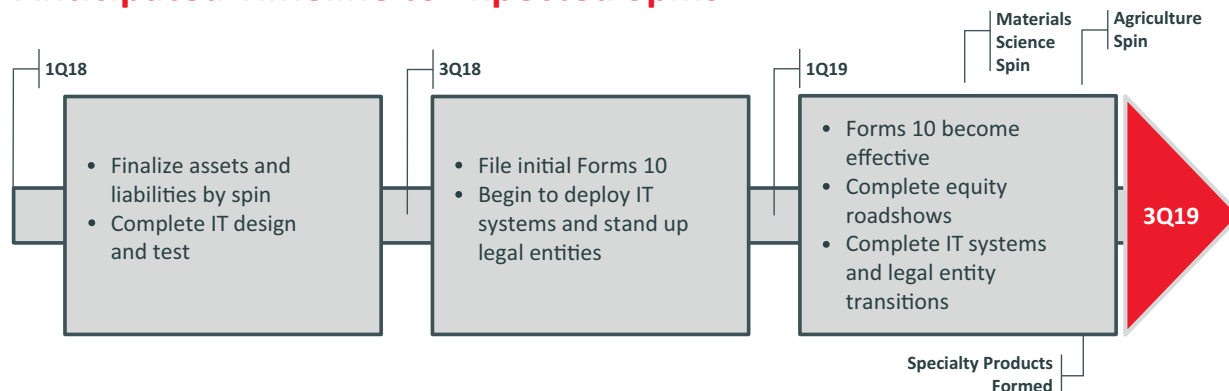 Anticipated Timeline to Expected Spins
Materials
Science
Spin
Agriculture
Spin
1Q18
3Q18
1Q19
• Finalize assets and
liabilities by spin
• Complete IT design
and test
• File initial Forms 10
• Begin to deploy IT
systems and stand up
legal entities
• Forms 10 become
effective
• Complete equity
roadshows
• Complete IT systems
and legal entity
transitions
3Q19
Specialty Products
Formed